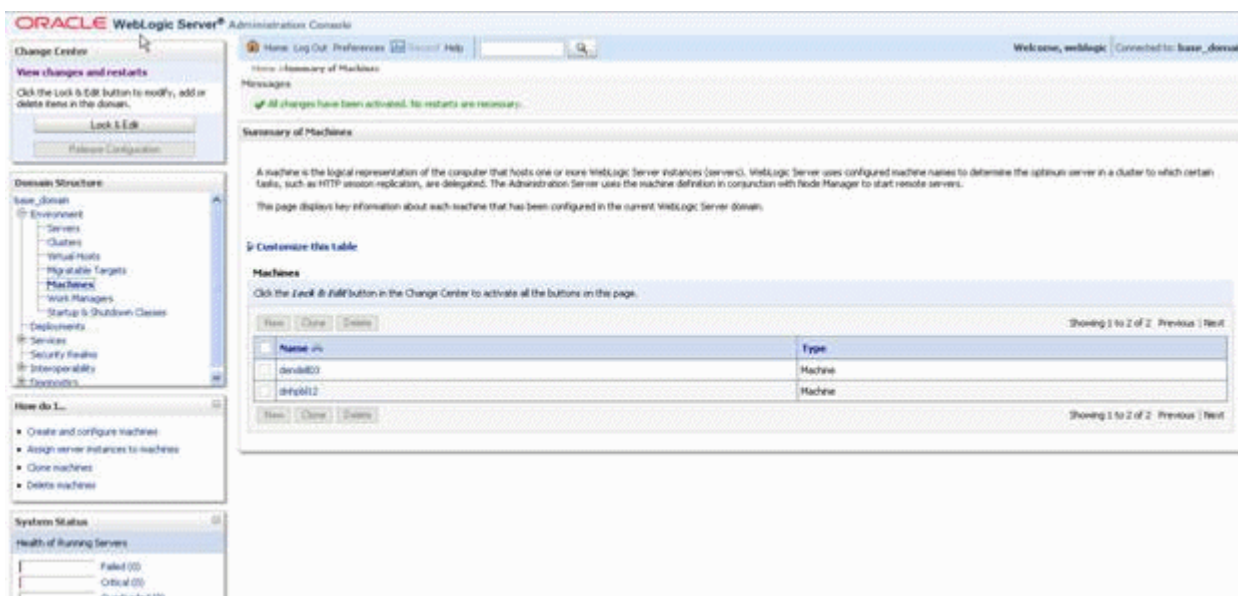 ORACLE WebLogic Server® Administration Console
Change Center
View changes and restarts
Click the Lock & Edit button to modify, add or
delete items in this domain.
Lock & Edit
Release Configuration
Domain Structure
base_domain
Environment
Servers
Clusters
Virtual Hosts
Migratable Targets
Machines
Work Managers
Startup & Shutdown Classes
Deployments
Services
Security Realms
Interoperability
Diagnostics
How do I...
Create and configure machines
Assign server instances to machines
Clone machines
Delete machines
System Status
Health of Running Servers
Failed (0)
Critical (0)
Home Log Out Preferences Record Help
Welcome, weblogic Connected to: base_domai
Home >Summary of Machines
Messages
All changes have been activated. No restarts are necessary.
Summary of Machines
A machine is the logical representation of the computer that hosts one or more WebLogic Server instances (servers). WebLogic Server uses configured machine names to determine the optimum server in a cluster to which certain
tasks, such as HTTP session replication, are delegated. The Administration Server uses the machine definition in conjunction with Node Manager to start remote servers.
This page displays key information about each machine that has been configured in the current WebLogic Server domain.
Customize this table
Machines
Click the Lock & Edit button in the Change Center to activate all the buttons on this page.
New Clone Delete Showing 1 to 2 of 2 Previous | Next
Name Type
Machine
Machine
New Clone Delete Showing 1 to 2 of 2 Previous | Next